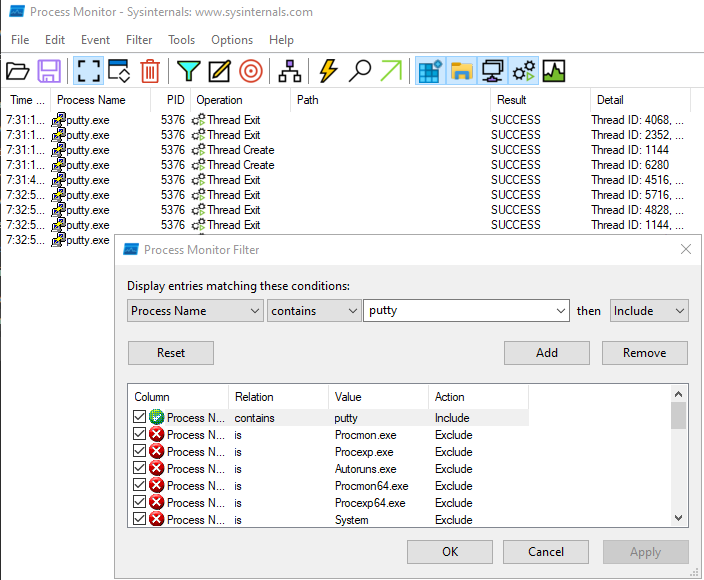 Process Monitor - Sysinternals: www.sysinternals.com
File Edit Event Filter Tools Options Help
Time ... Process Name PID Operation Path Result Detail
7:31:1... putty.exe 5376 Thread Exit SUCCESS Thread ID: 4068, ...
7:31:1... putty.exe 5376 Thread Exit SUCCESS Thread ID: 2352, ...
7:31:1... putty.exe 5376 Thread Create SUCCESS Thread ID: 1144
7:31:1... putty.exe 5376 Thread Create SUCCESS Thread ID: 6280
7:31:4... putty.exe 5376 Thread Exit SUCCESS Thread ID: 4516, ...
7:32:5... putty.exe 5376 Thread Exit SUCCESS Thread ID: 5716, ...
7:32:5... putty.exe 5376 Thread Exit SUCCESS Thread ID: 4828, ...
7:32:5... putty.exe 5376 Thread Exit SUCCESS Thread ID: 1144, ...
7:32:5... putty.exe
Process Monitor Filter
Display entries matching these conditions:
Process Name contains putty then Include
Reset Add Remove
Column Relation Value Action
Process N... contains putty Include
Process N... is Procmon.exe Exclude
Process N... is Procexp.exe Exclude
Process N... is Autoruns.exe Exclude
Process N... is Procmon64.exe Exclude
Process N... is Procexp64.exe Exclude
Process N... is System Exclude
OK Cancel Apply